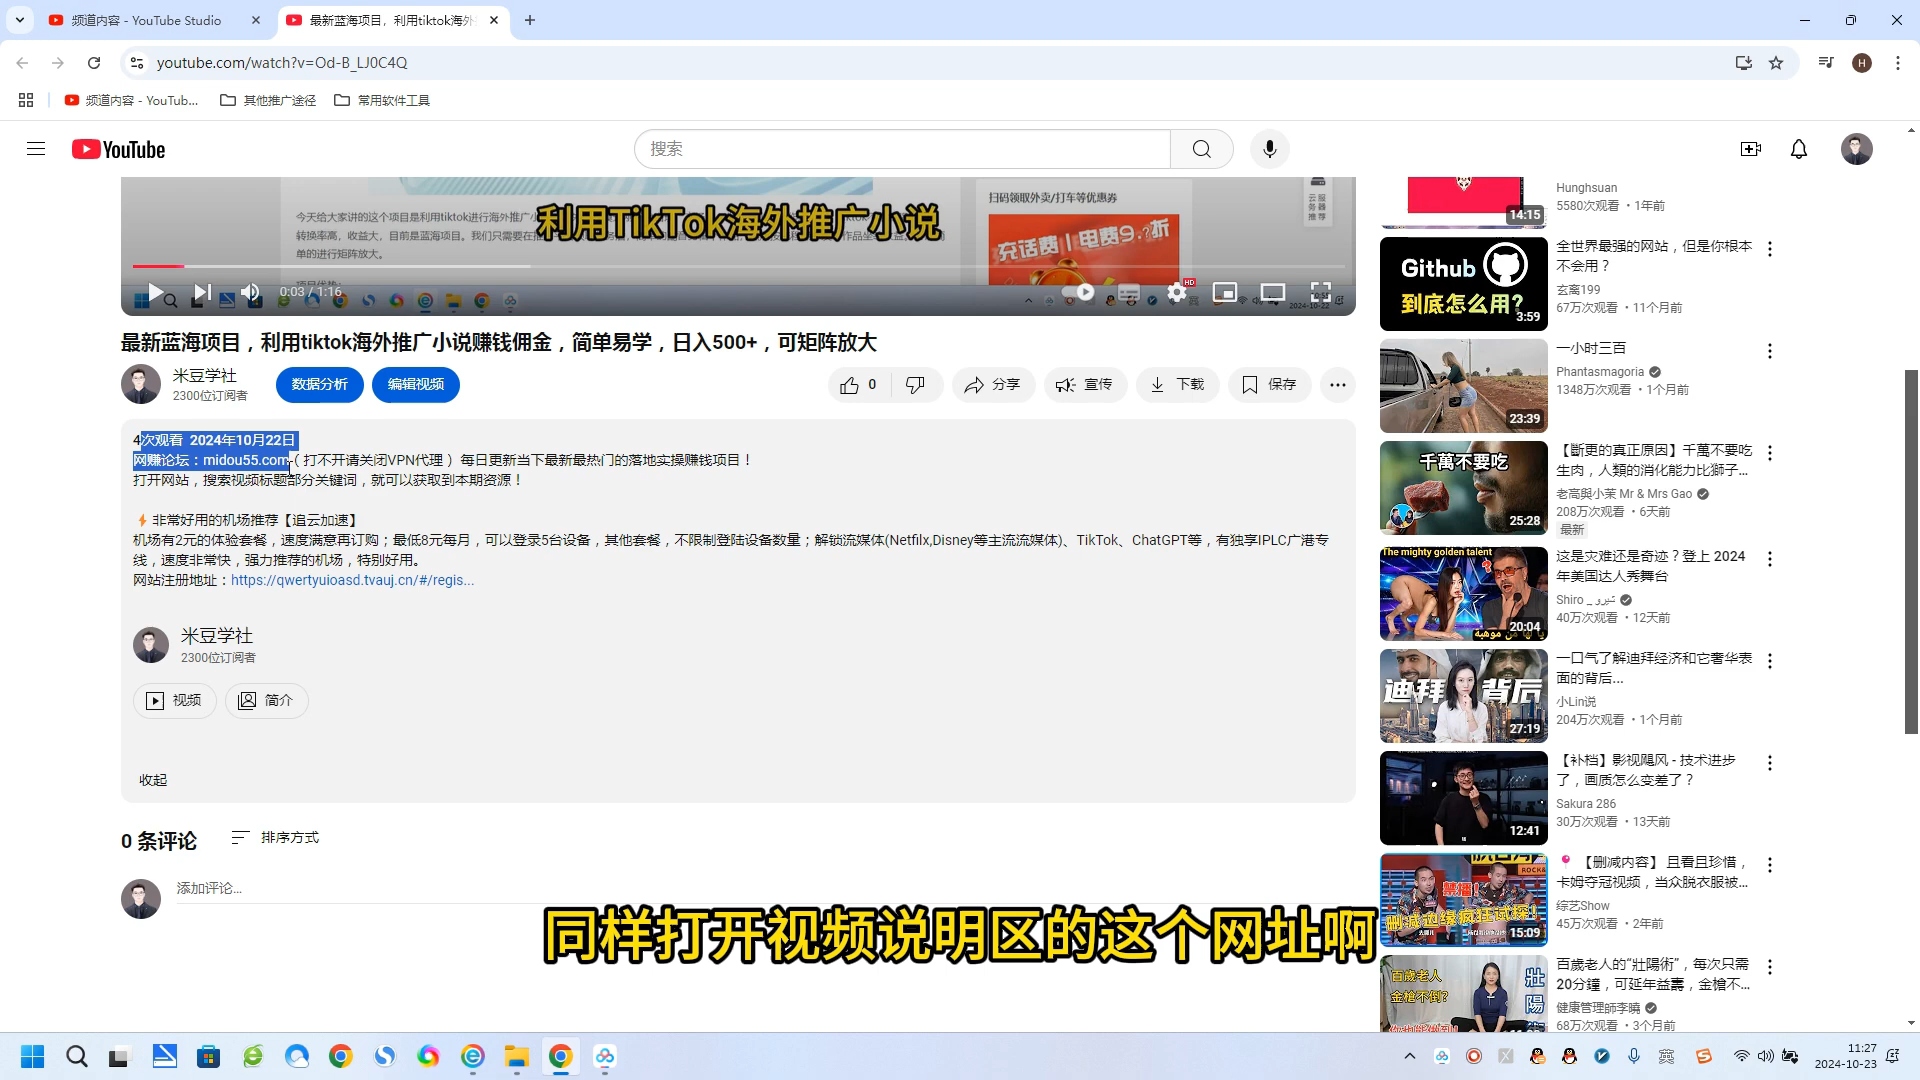 频道内容 - YouTube Studio
最新蓝海项目，利用tiktok海外
youtube.com/watch?v=Od-B_LJ0C4Q
H
频道内容 - YouTub...
其他推广途径
常用软件工具
YouTube
搜索
扫码领取外卖/打车等优惠券
云服务器推荐
今天给大家讲的这个项目是利用tiktok进行海外推广小
利用TikTok海外推广小说
单的进行矩阵放大。
0:03 / 1:16
HD
最新蓝海项目，利用tiktok海外推广小说赚钱佣金，简单易学，日入500+，可矩阵放大
米豆学社
2300位订阅者
数据分析
编辑视频
0
分享
宣传
下载
保存
4次观看 2024年10月22日
网赚论坛：midou55.com （ 打不开请关闭VPN代理 ） 每日更新当下最新最热门的落地实操赚钱项目！
打开网站，搜索视频标题部分关键词，就可以获取到本期资源！
⚡非常好用的机场推荐【追云加速】
机场有2元的体验套餐，速度满意再订购；最低8元每月，可以登录5台设备，其他套餐，不限制登陆设备数量；解锁流媒体(Netfilx,Disney等主流流媒体)、TikTok、ChatGPT等，有独享IPLC广港专
线，速度非常快，强力推荐的机场，特别好用。
网站注册地址：https://qwertyuioasd.tvauj.cn/#/regis...
米豆学社
2300位订阅者
视频
简介
收起
0 条评论
排序方式
添加评论...
同样打开视频说明区的这个网址啊
14:15
Hunghsuan
5580次观看 • 1年前
Github
到底怎么用?
3:59
全世界最强的网站，但是你根本
不会用？
玄离199
67万次观看 • 11个月前
23:39
一小时三百
Phantasmagoria
1348万次观看 • 1个月前
千萬不要吃
25:28
【斷更的真正原因】千萬不要吃
生肉，人類的消化能力比獅子...
老高與小茉 Mr & Mrs Gao
208万次观看 • 6天前
最新
The mighty golden talent
20:04
这是灾难还是奇迹？登上 2024
年美国达人秀舞台
Shiro _ شيرو
40万次观看 • 12天前
迪拜 背后
27:19
一口气了解迪拜经济和它奢华表
面的背后...
小Lin说
204万次观看 • 1个月前
12:41
【补档】影视飓风 - 技术进步
了，画质怎么变差了？
Sakura 286
30万次观看 • 13天前
禁播!
删减边缘疯狂试探!
15:09
【删减内容】 且看且珍惜，
卡姆夺冠视频，当众脱衣服被...
综艺Show
45万次观看 • 2年前
百歲老人
金槍不倒?
壯陽
百歲老人的“壯陽術”，每次只需
20分鐘，可延年益壽，金槍不...
健康管理師李曉
68万次观看 • 3个月前
英
11:27
2024-10-23